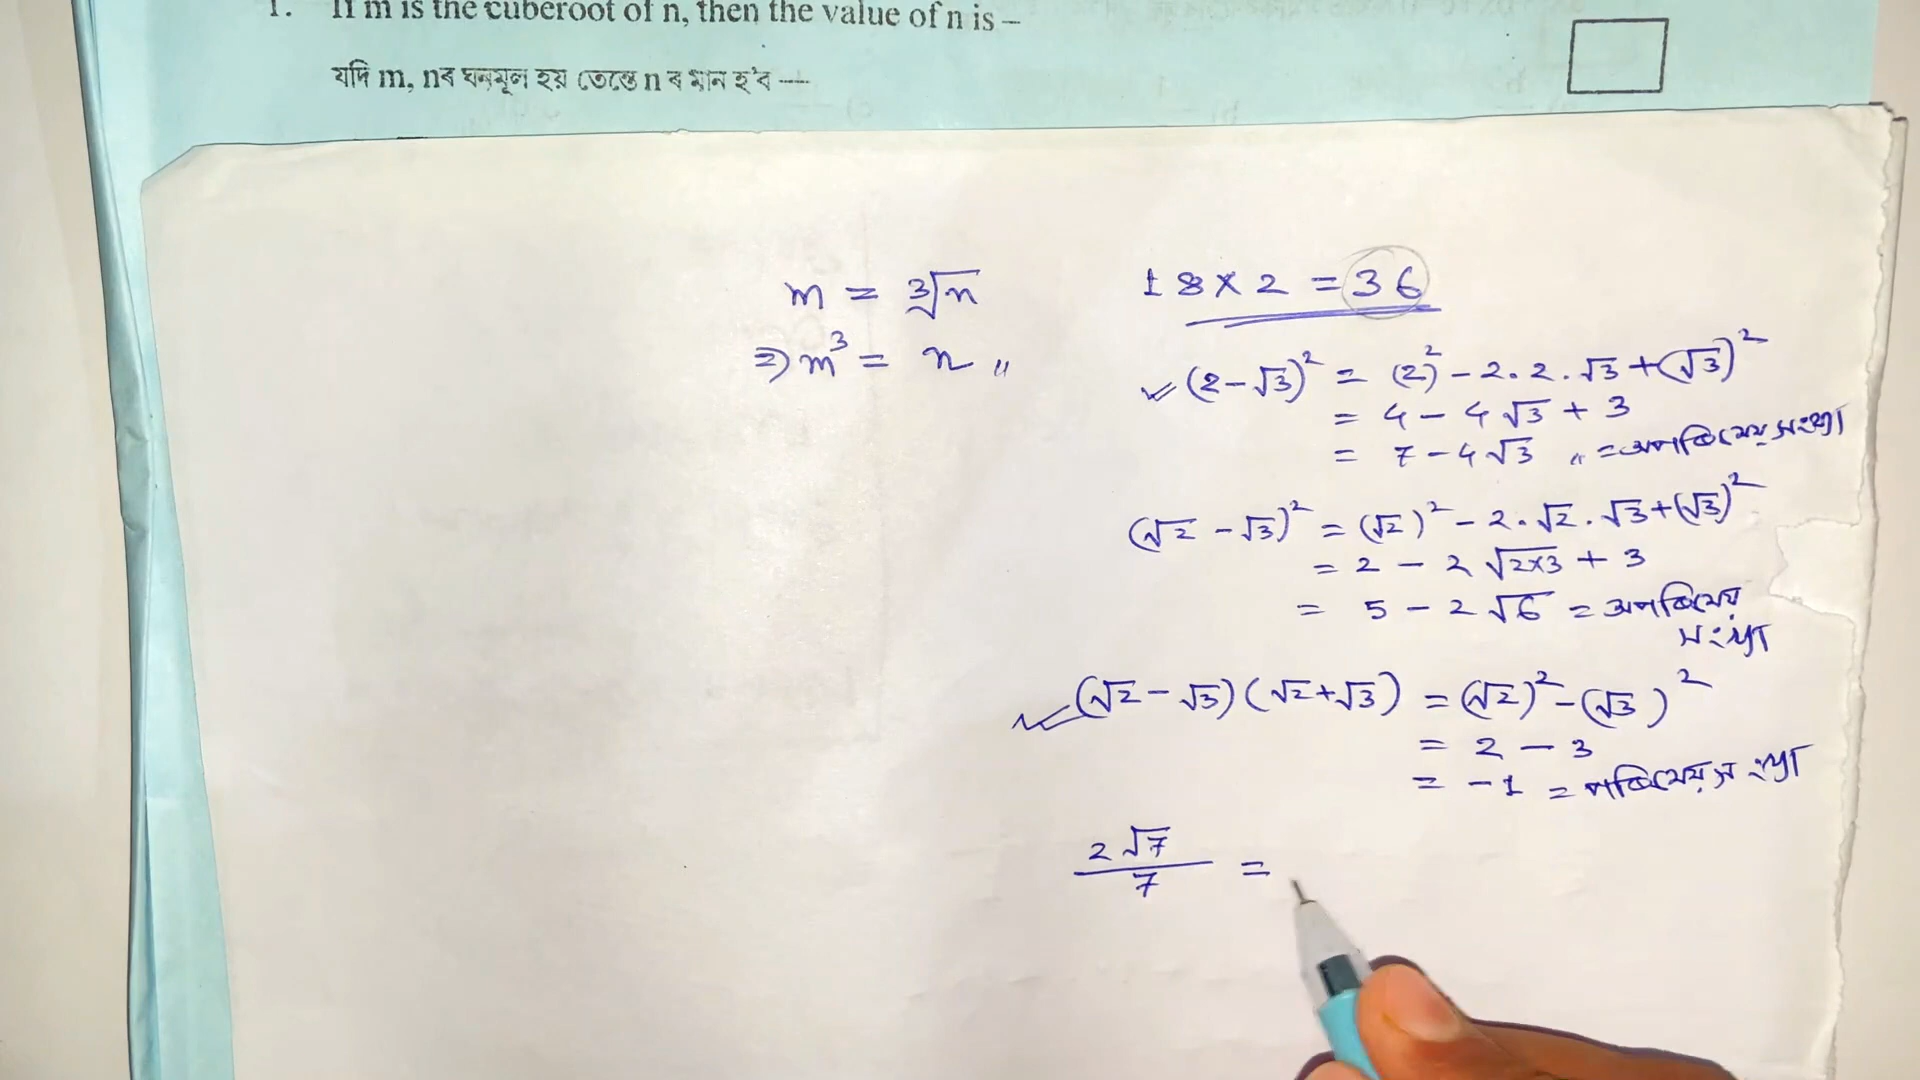 1. If m is the cuberoot of n, then the value of n is –
যদি m, nৰ ঘনমূল হয় তেন্তে n ৰ মান হ'ব —
m = ∛n
⇒ m³ = n "
18 × 2 = 36
(2 - √3)² = (2)² - 2 . 2 . √3 + (√3)²
= 4 - 4√3 + 3
= 7 - 4√3 " = অপৰিমেয় সংখ্যা
(√2 - √3)² = (√2)² - 2 . √2 . √3 + (√3)²
= 2 - 2 √2×3 + 3
= 5 - 2√6 = অপৰিমেয়
সংখ্যা
(√2 - √3) (√2 + √3) = (√2)² - (√3)²
= 2 - 3
= -1 = পৰিমেয় সংখ্যা
2√7 / 7 =